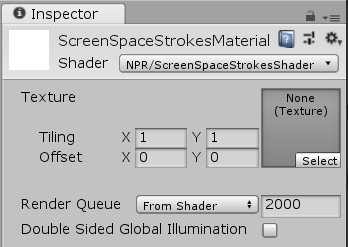 Inspector
ScreenSpaceStrokesMaterial
Shader NPR/ScreenSpaceStrokesShader
Texture
None
(Texture)
Tiling X 1 Y 1
Offset X 0 Y 0
Select
Render Queue From Shader 2000
Double Sided Global Illumination